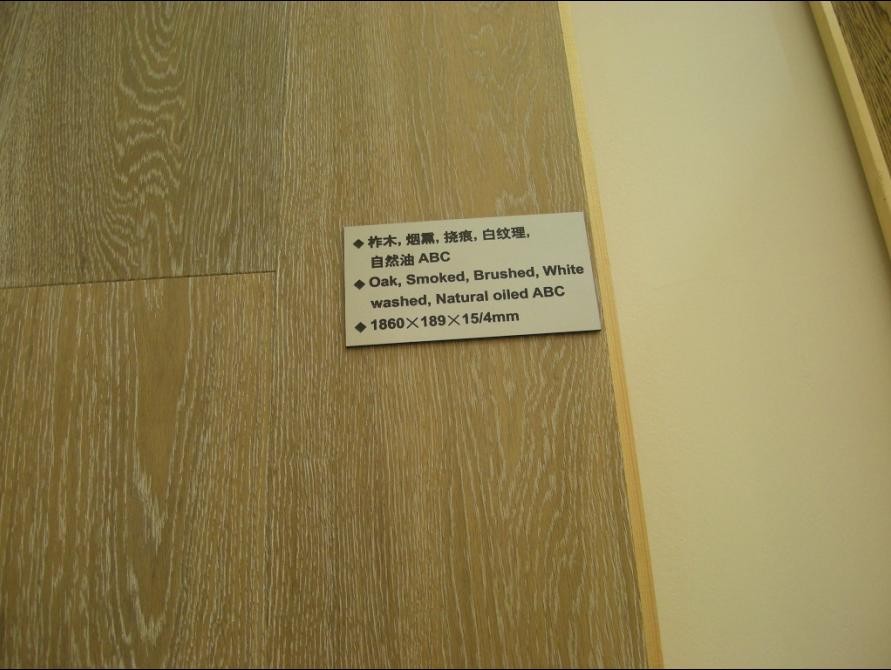 ◆ 柞木, 烟熏, 挠痕, 白纹理,
自然油 ABC
◆ Oak, Smoked, Brushed, White
washed, Natural oiled ABC
◆ 1860×189×15/4mm